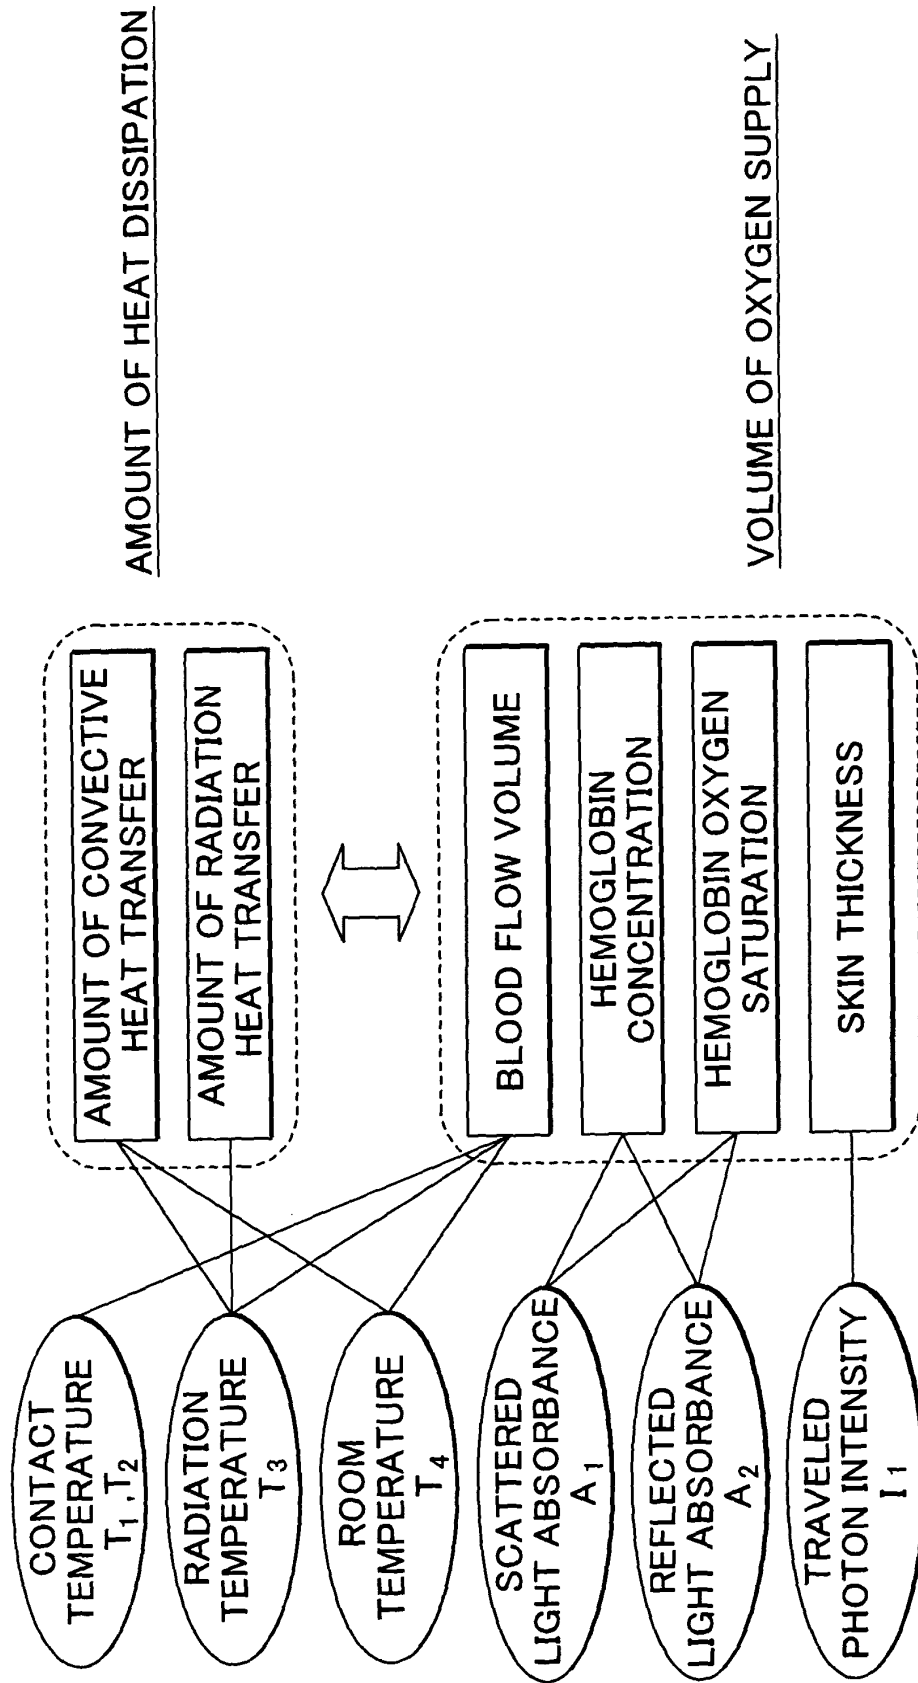 CONTACT
TEMPERATURE
T1,T2
RADIATION
TEMPERATURE
T3
ROOM
TEMPERATURE
T4
SCATTERED
LIGHT ABSORBANCE
A1
REFLECTED
LIGHT ABSORBANCE
A2
TRAVELED
PHOTON INTENSITY
I1
AMOUNT OF CONVECTIVE
HEAT TRANSFER
AMOUNT OF RADIATION
HEAT TRANSFER
BLOOD FLOW VOLUME
HEMOGLOBIN
CONCENTRATION
HEMOGLOBIN OXYGEN
SATURATION
SKIN THICKNESS
AMOUNT OF HEAT DISSIPATION
VOLUME OF OXYGEN SUPPLY